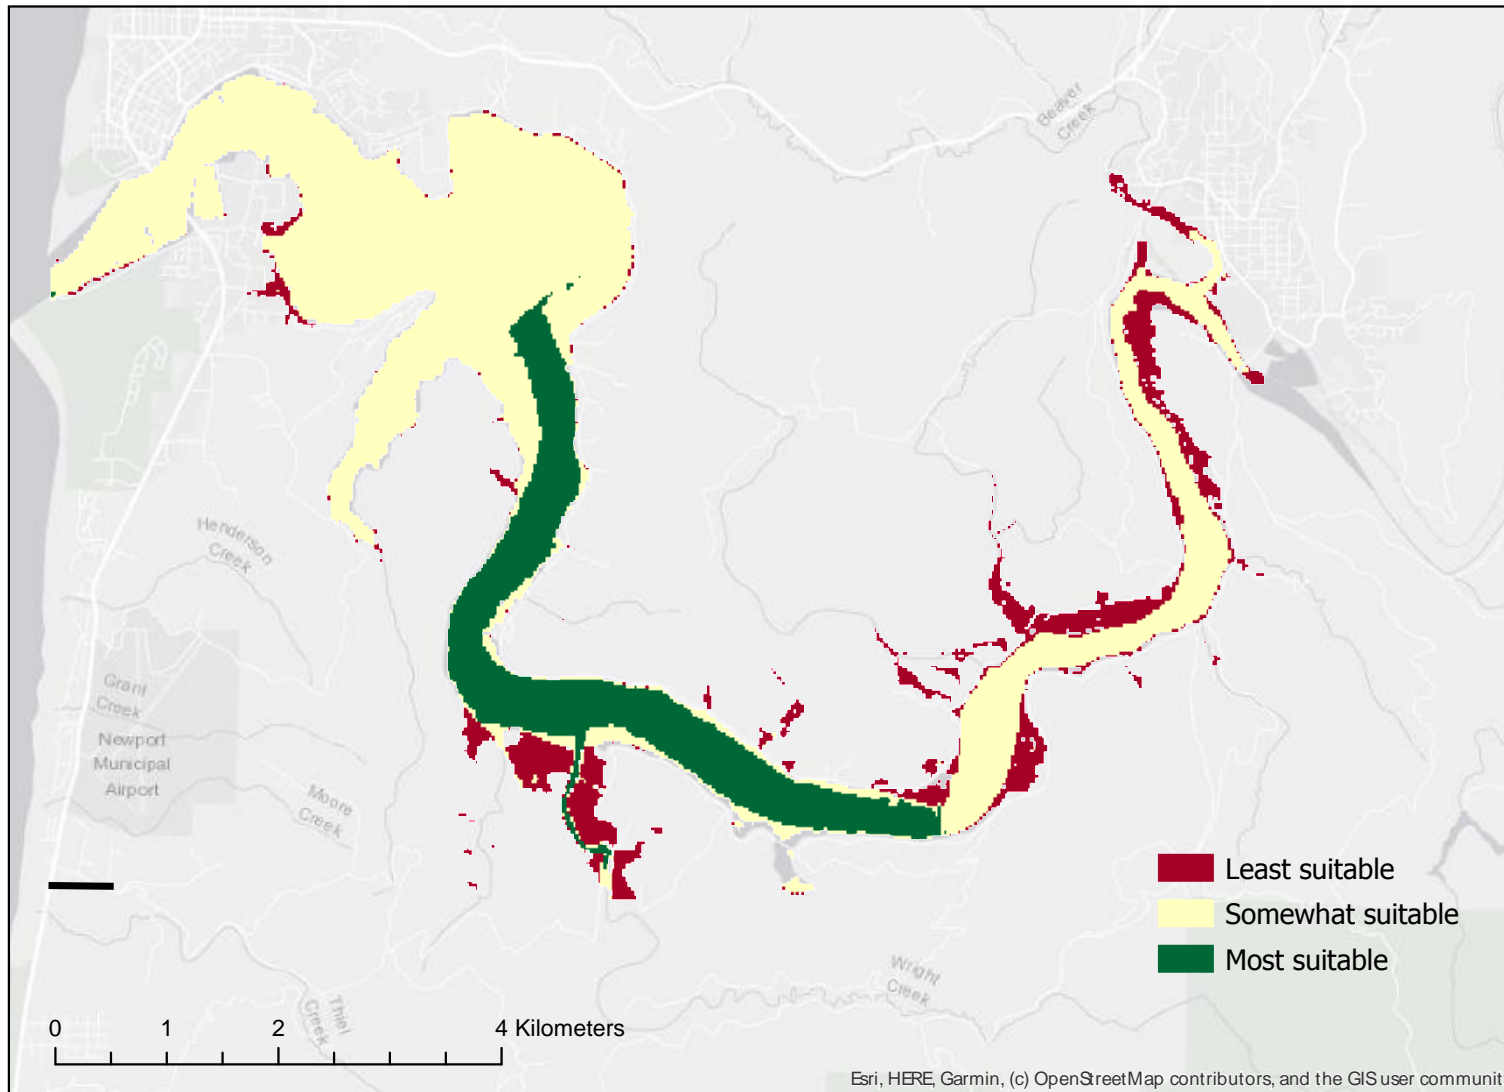 Beaver
Creek
Henderson
Creek
Grant
Creek
Newport
Municipal
Airport
Moore
Creek
Least suitable
Somewhat suitable
Most suitable
Wright
Creek
Thiel
Creek
0 1 2 4 Kilometers
Esri, HERE, Garmin, (c) OpenStreetMap contributors, and the GIS user communit